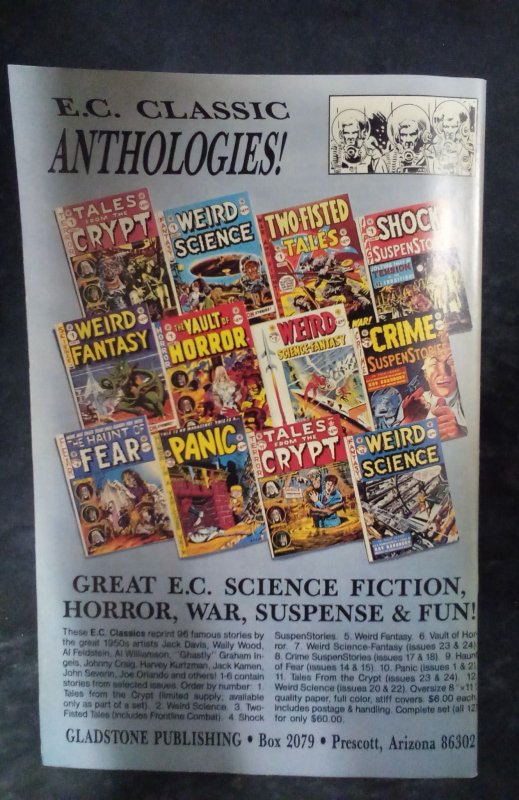 E.C. CLASSIC
ANTHOLOGIES!
TALES
FROM THE
CRYPT
WEIRD
SCIENCE
TWO-FISTED
TALES
SHOCK
SUSPENSTO
WEIRD
FANTASY
THE VAULT OF
HORROR
WEIRD
SCIENCE-FANTASY
WAR!
CRIME
SUSPENSTORIES
THE HAUNT OF
FEAR
PANIC
TALES
FROM THE
CRYPT
WEIRD
SCIENCE
GREAT E.C. SCIENCE FICTION,
HORROR, WAR, SUSPENSE & FUN!
These E.C. Classics reprint 96 famous stories by
the great 1950s artists Jack Davis, Wally Wood,
Al Feldstein, Al Williamson, "Ghastly" Graham In-
gels, Johnny Craig, Harvey Kurtzman, Jack Kamen,
John Severin, Joe Orlando and others! 1-6 contain
stories from selected issues. Order by number: 1.
Tales from the Crypt (limited supply; available
only as part of a set). 2. Weird Science. 3. Two-
Fisted Tales (includes Frontline Combat). 4. Shock
SuspenStories. 5. Weird Fantasy. 6. Vault of Hor
ror. 7. Weird Science-Fantasy (issues 23 & 24)
8. Crime SuspenStories (issues 17 & 18). 9. Haun
of Fear (issues 14 & 15). 10. Panic (issues 1 & 2)
11. Tales From the Crypt (issues 23 & 24). 12
Weird Science (issues 20 & 22). Oversize 8" x 11"
quality paper, full color, stiff covers. $6.00 each
includes postage & handling. Complete set (all 12)
for only $60.00.
GLADSTONE PUBLISHING • Box 2079 • Prescott, Arizona 86302